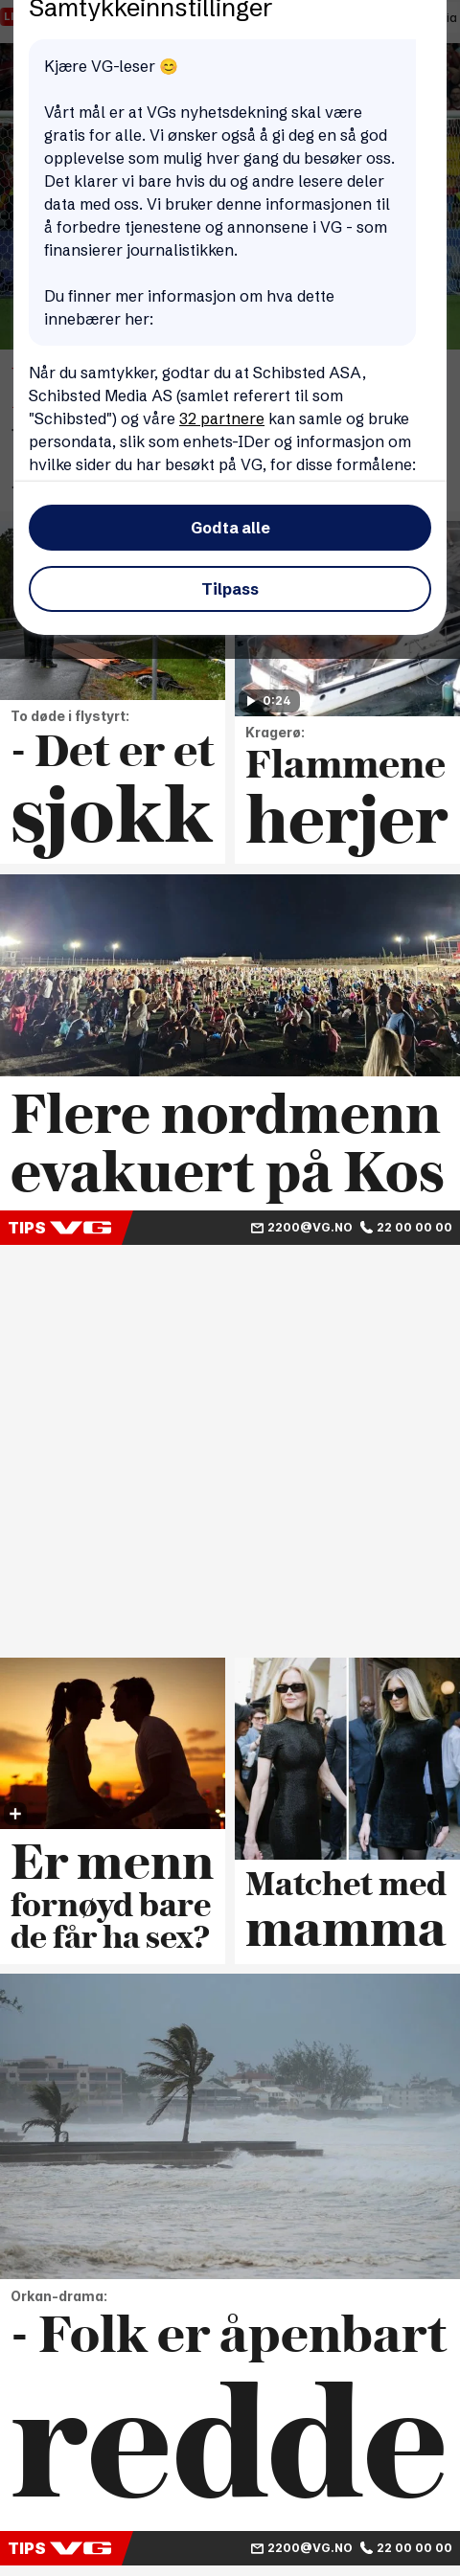 Samtykkeinnstillinger
Kjære VG-leser 😊
Vårt mål er at VGs nyhetsdekning skal være
gratis for alle. Vi ønsker også å gi deg en så god
opplevelse som mulig hver gang du besøker oss.
Det klarer vi bare hvis du og andre lesere deler
data med oss. Vi bruker denne informasjonen til
å forbedre tjenestene og annonsene i VG - som
finansierer journalistikken.
Du finner mer informasjon om hva dette
innebærer her:
Når du samtykker, godtar du at Schibsted ASA,
Schibsted Media AS (samlet referert til som
"Schibsted") og våre 32 partnere kan samle og bruke
persondata, slik som enhets-IDer og informasjon om
hvilke sider du har besøkt på VG, for disse formålene:
Godta alle
Tilpass
To døde i flystyrt:
- Det er et
sjokk
0:24
Kragerø:
Flammene
herjer
Flere nordmenn
evakuert på Kos
TIPS VG 2200@VG.NO 22 00 00 00
Er menn
fornøyd bare
de får ha sex?
Matchet med
mamma
Orkan-drama:
- Folk er åpenbart
redde
TIPS VG 2200@VG.NO 22 00 00 00